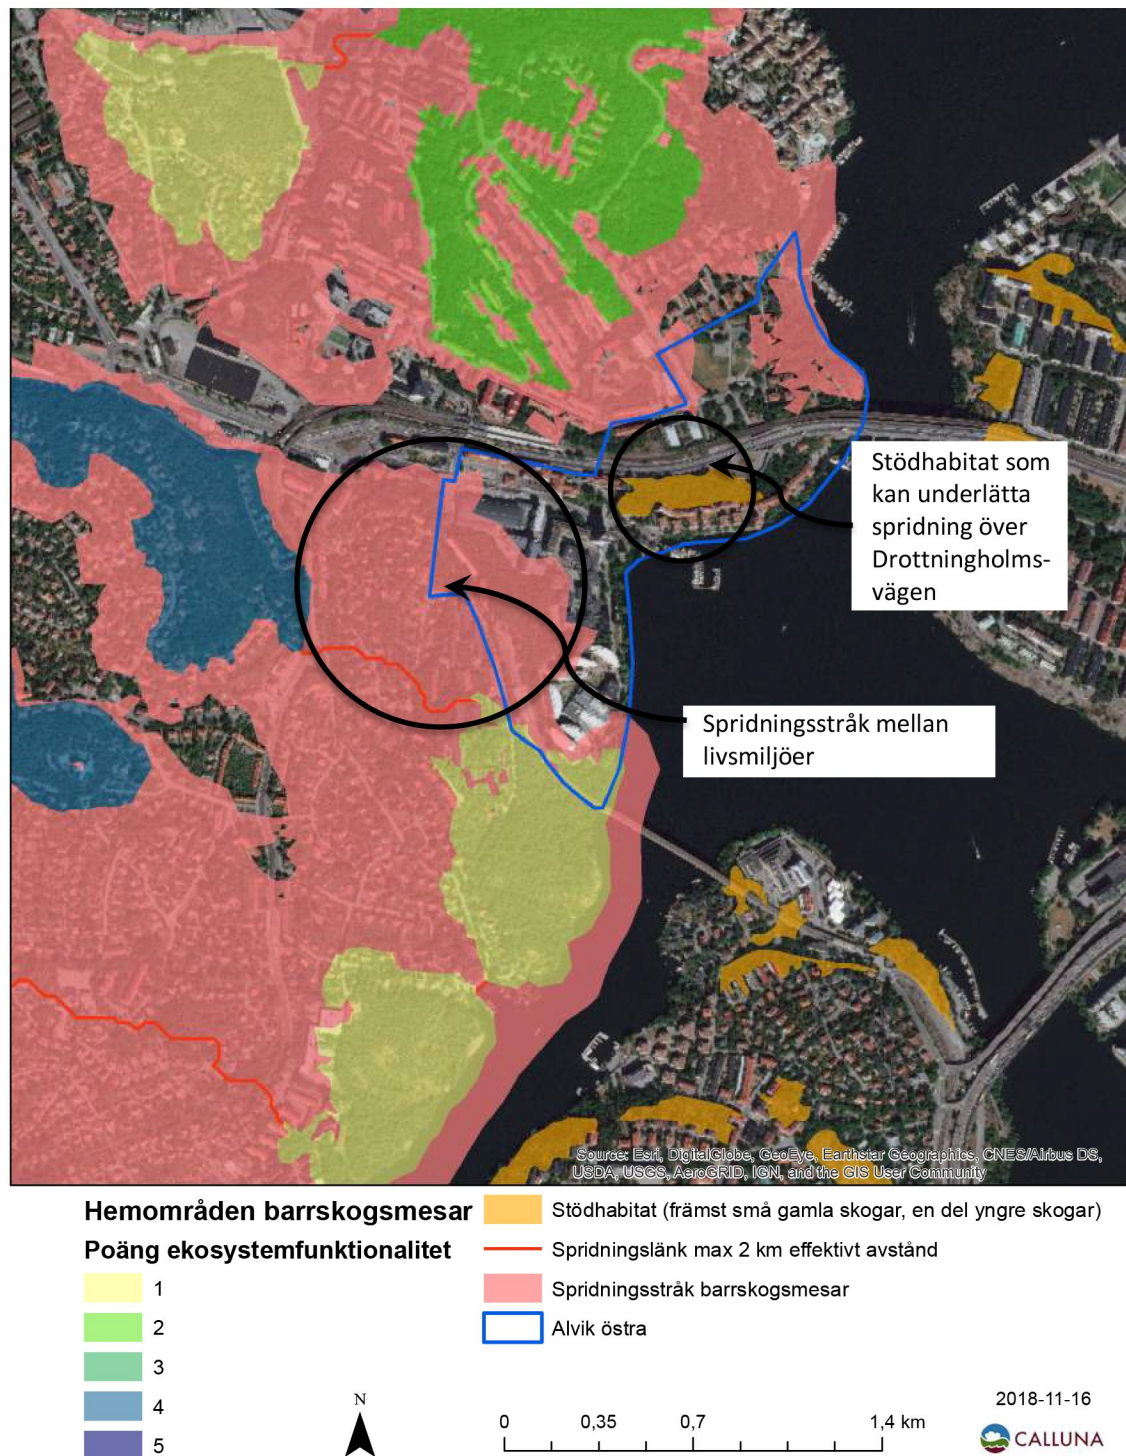 Stödhabitat som
kan underlätta
spridning över
Drottningholms-
vägen
Spridningsstråk mellan
livsmiljöer
Source: Esri, DigitalGlobe, GeoEye, Earthstar Geographics, CNES/Airbus DS,
USDA, USGS, AeroGRID, IGN, and the GIS User Community
Hemområden barrskogsmesar
Poäng ekosystemfunktionalitet
1
2
3
4
5
Stödhabitat (främst små gamla skogar, en del yngre skogar)
Spridningslänk max 2 km effektivt avstånd
Spridningsstråk barrskogsmesar
Alvik östra
N
0 0,35 0,7 1,4 km
2018-11-16
CALLUNA